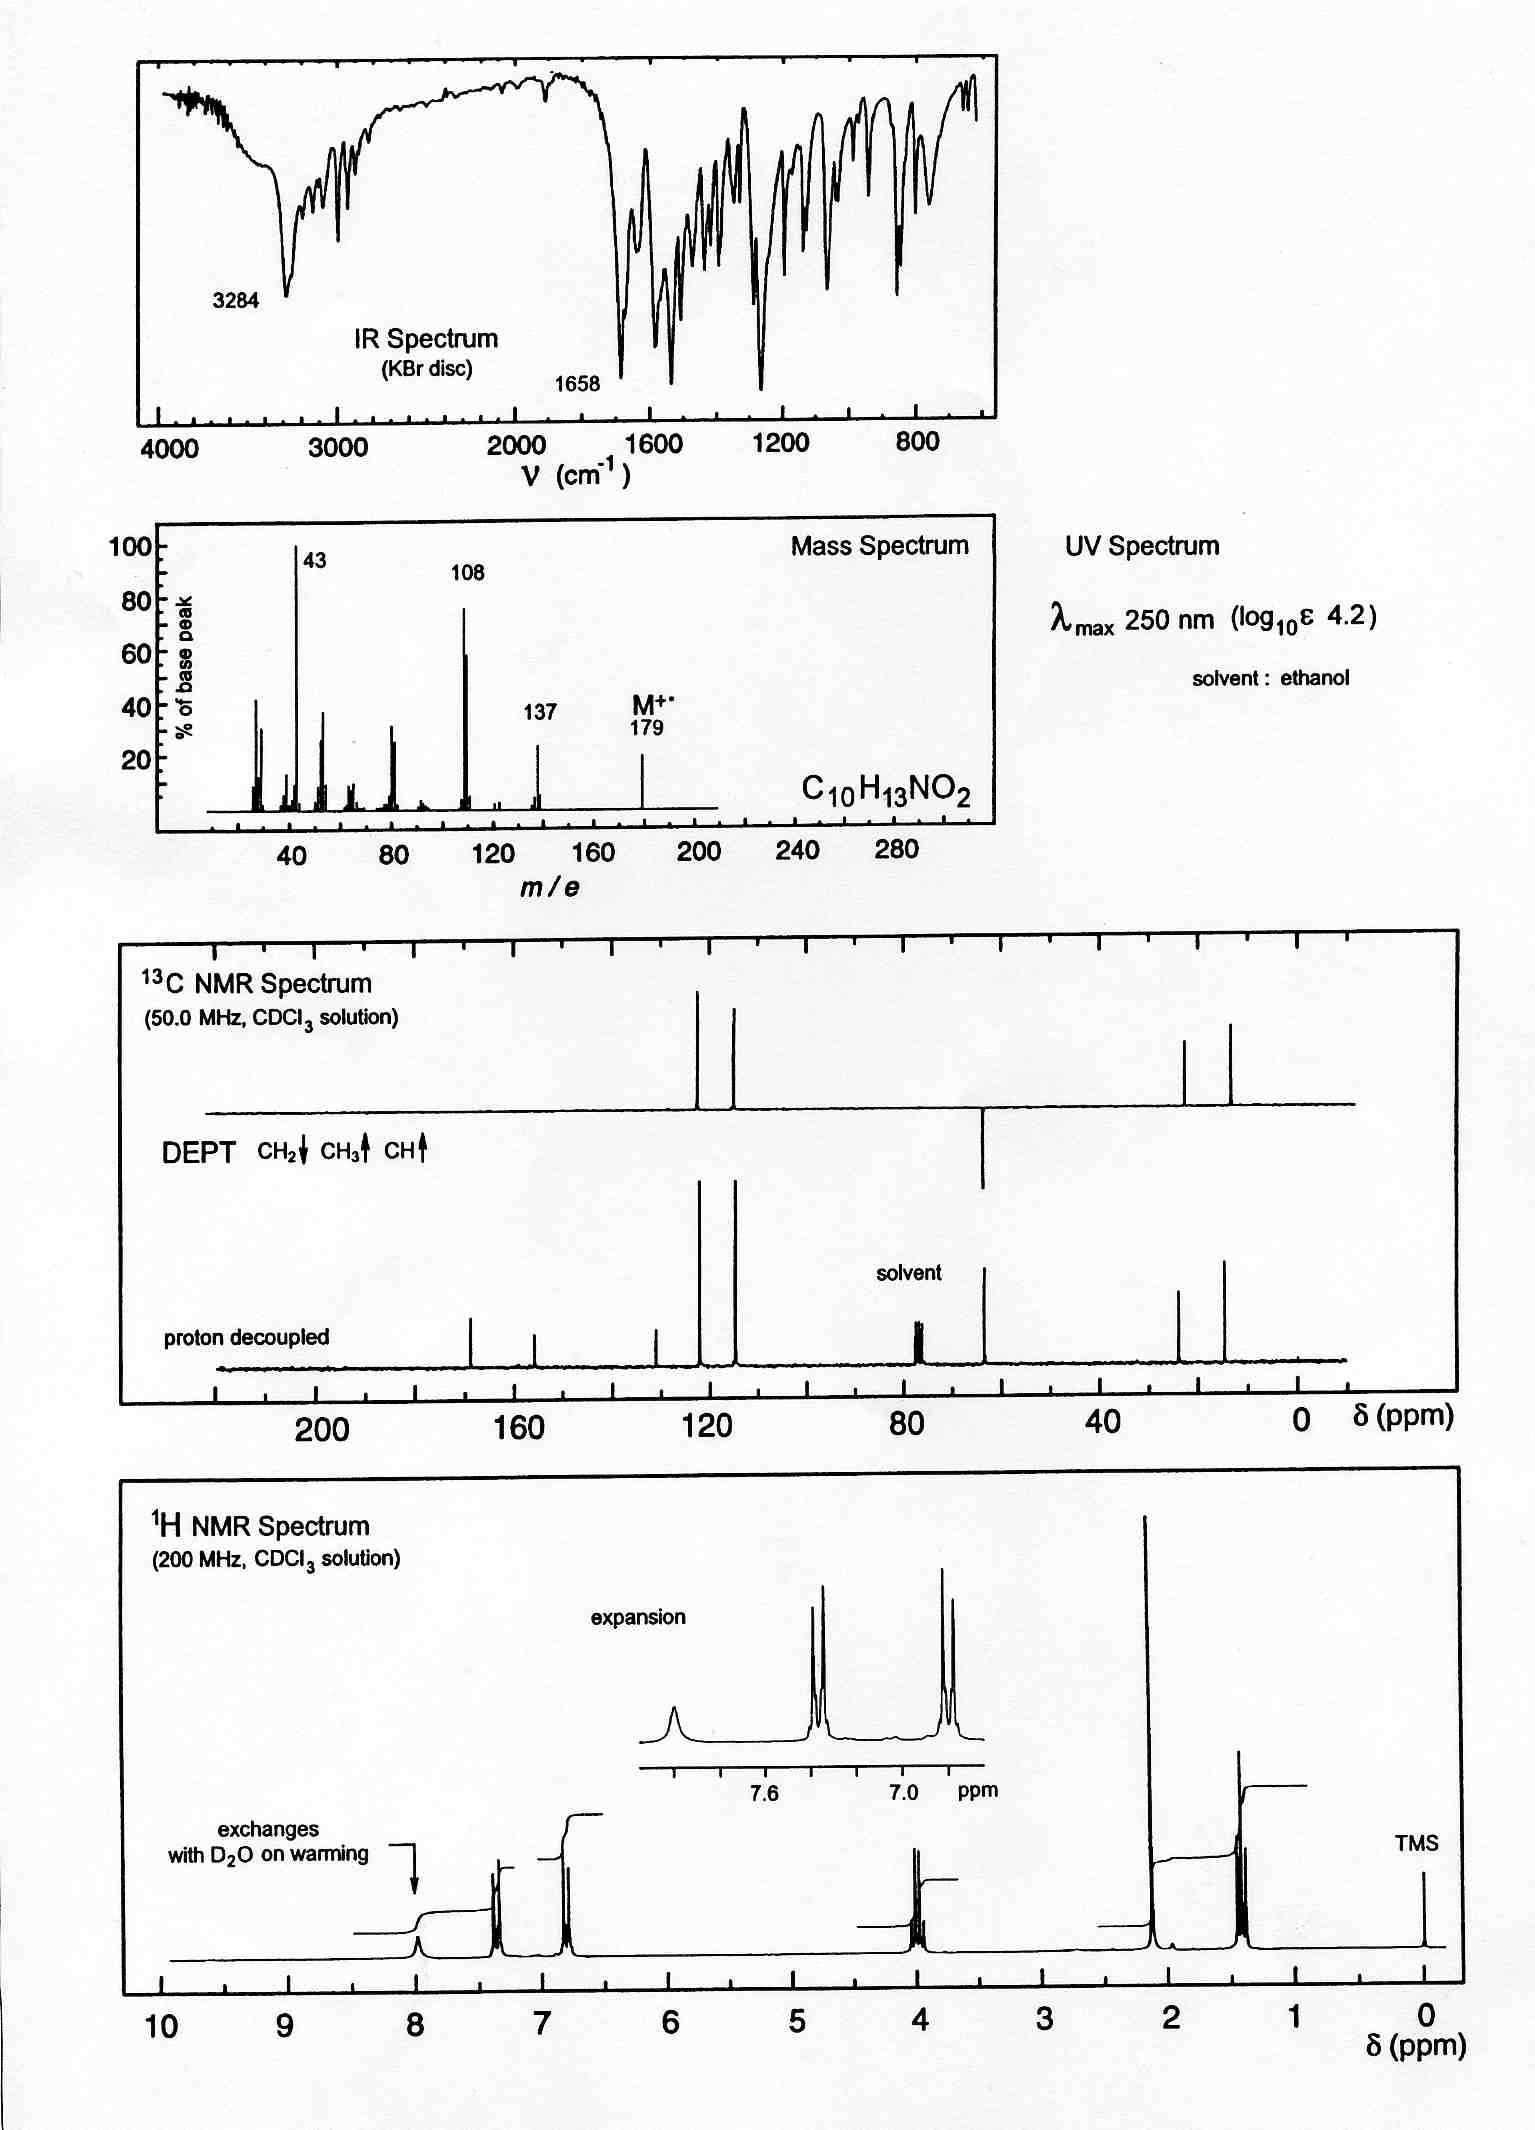 3284
IR Spectrum
(KBr disc)
1658
4000 3000 2000 1600 1200 800
V (cm⁻¹)
100
80
60
40
20
% of base peak
43
108
137
M⁺·
179
Mass Spectrum
C₁₀H₁₃NO₂
40 80 120 160 200 240 280
m/e
UV Spectrum
λmax 250 nm (log₁₀ε 4.2)
solvent : ethanol
¹³C NMR Spectrum
(50.0 MHz, CDCl₃ solution)
DEPT CH₂↓ CH₃↑ CH↑
solvent
proton decoupled
200 160 120 80 40 0 δ (ppm)
¹H NMR Spectrum
(200 MHz, CDCl₃ solution)
expansion
7.6 7.0 ppm
exchanges
with D₂O on warming
TMS
10 9 8 7 6 5 4 3 2 1 0
δ (ppm)